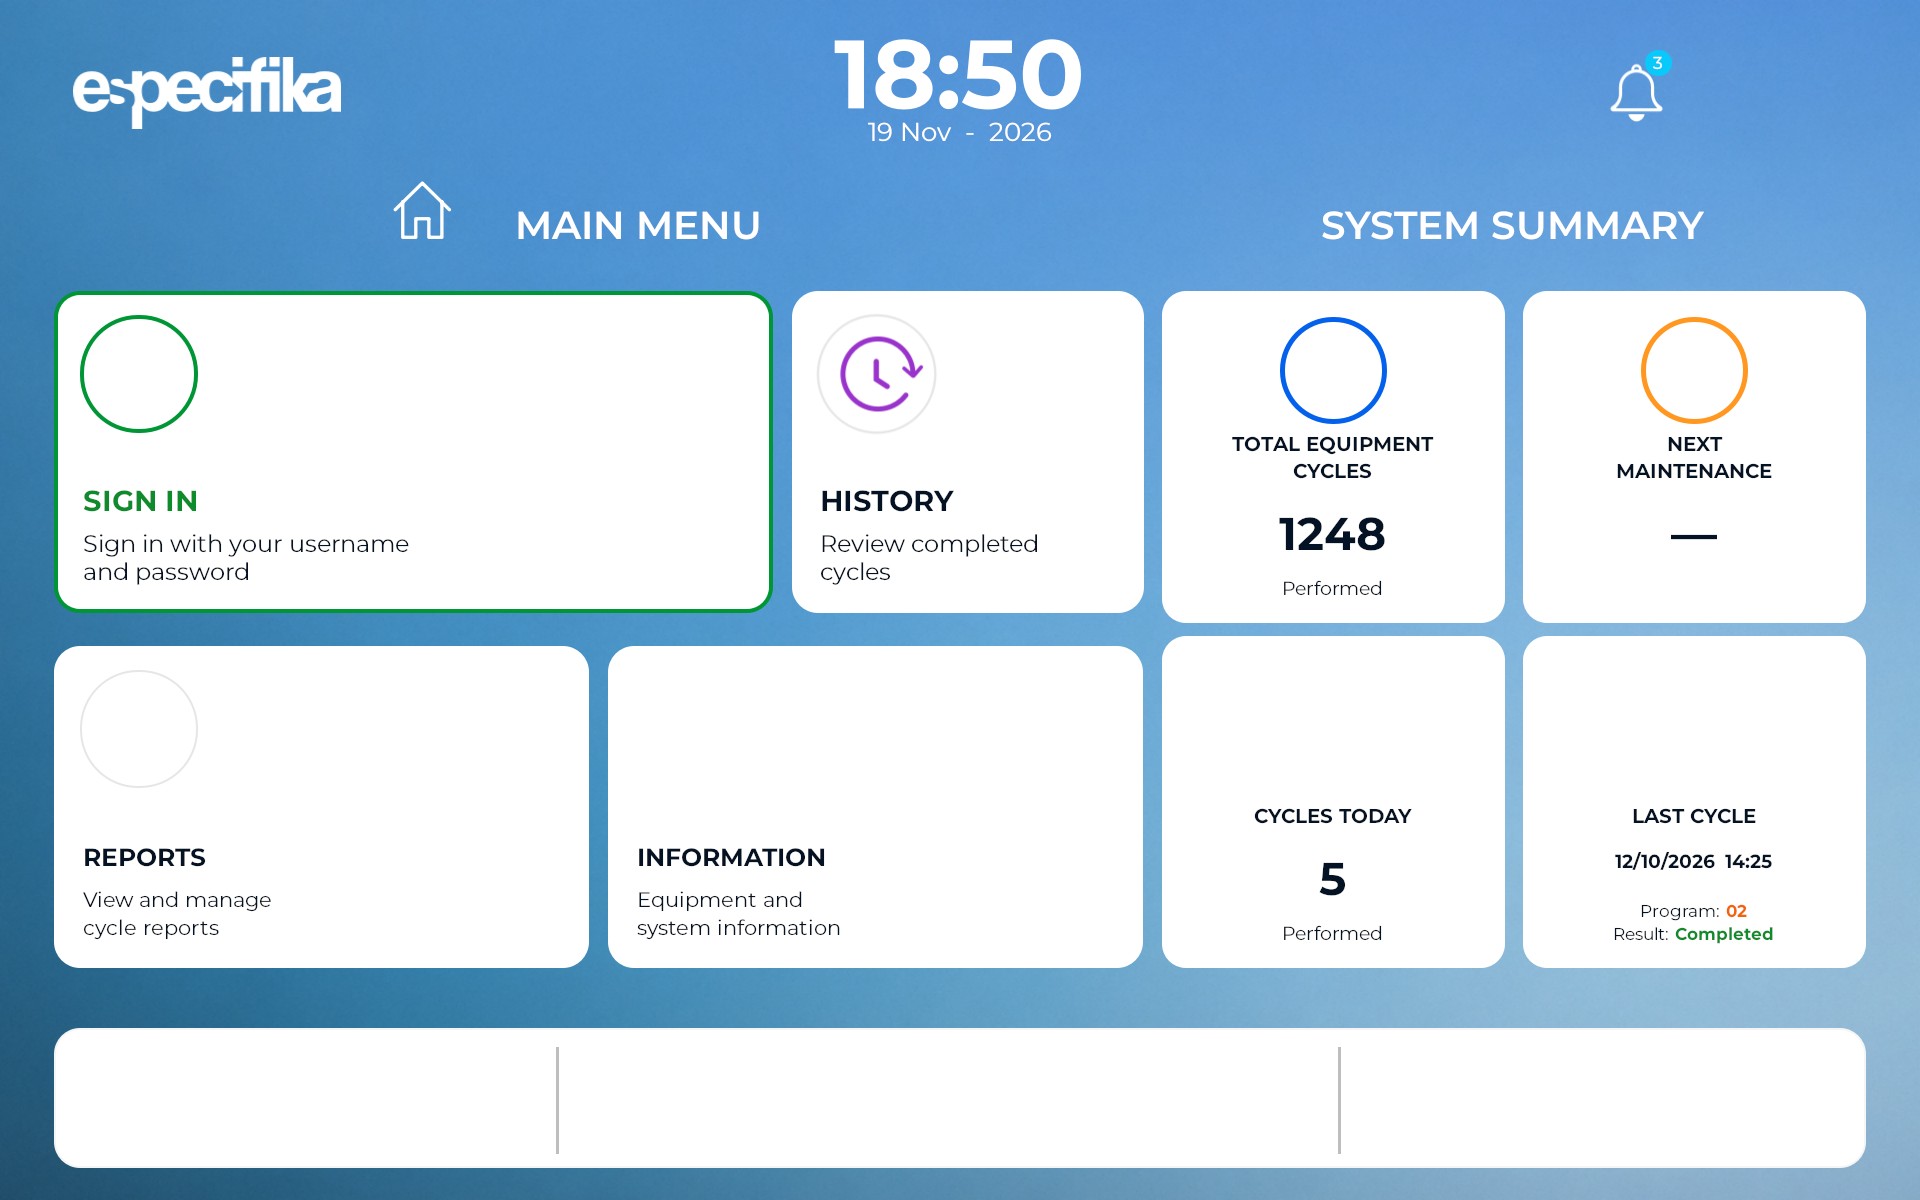 especifika
18:50
19 Nov - 2026
3
MAIN MENU
SYSTEM SUMMARY
SIGN IN
Sign in with your username
and password
HISTORY
Review completed
cycles
TOTAL EQUIPMENT
CYCLES
1248
Performed
NEXT
MAINTENANCE
—
REPORTS
View and manage
cycle reports
INFORMATION
Equipment and
system information
CYCLES TODAY
5
Performed
LAST CYCLE
12/10/2026 14:25
Program: 02
Result: Completed